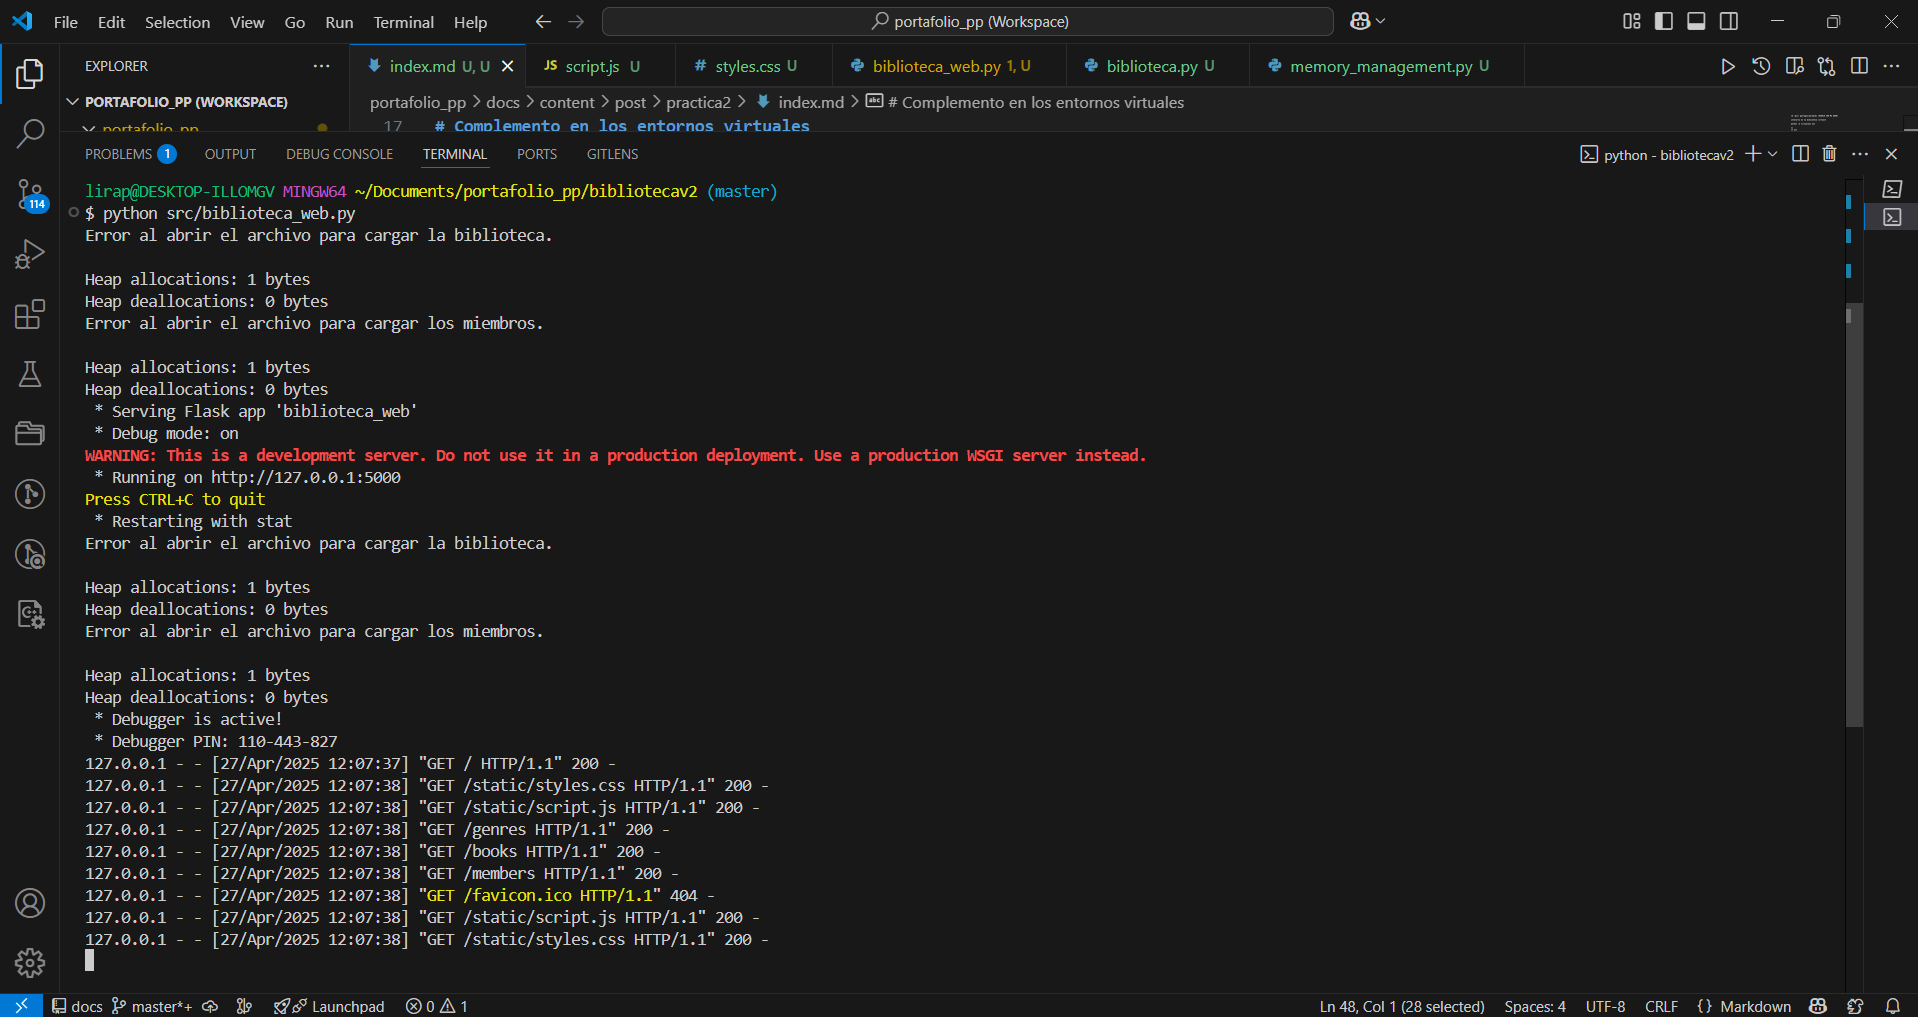 File Edit Selection View Go Run Terminal Help portafolio_pp (Workspace)
EXPLORER
index.md U, U
JS script.js U
# styles.css U
biblioteca_web.py 1, U
biblioteca.py U
memory_management.py U
PORTAFOLIO_PP (WORKSPACE)
portafolio_pp > docs > content > post > practica2 > index.md > # Complemento en los entornos virtuales
portafolio_pp
17 # Complemento en los entornos virtuales
PROBLEMS 1 OUTPUT DEBUG CONSOLE TERMINAL PORTS GITLENS
python - bibliotecav2
lirap@DESKTOP-ILLOMGV MINGW64 ~/Documents/portafolio_pp/bibliotecav2 (master)
$ python src/biblioteca_web.py
Error al abrir el archivo para cargar la biblioteca.
Heap allocations: 1 bytes
Heap deallocations: 0 bytes
Error al abrir el archivo para cargar los miembros.
Heap allocations: 1 bytes
Heap deallocations: 0 bytes
* Serving Flask app 'biblioteca_web'
* Debug mode: on
WARNING: This is a development server. Do not use it in a production deployment. Use a production WSGI server instead.
* Running on http://127.0.0.1:5000
Press CTRL+C to quit
* Restarting with stat
Error al abrir el archivo para cargar la biblioteca.
Heap allocations: 1 bytes
Heap deallocations: 0 bytes
Error al abrir el archivo para cargar los miembros.
Heap allocations: 1 bytes
Heap deallocations: 0 bytes
* Debugger is active!
* Debugger PIN: 110-443-827
127.0.0.1 - - [27/Apr/2025 12:07:37] "GET / HTTP/1.1" 200 -
127.0.0.1 - - [27/Apr/2025 12:07:38] "GET /static/styles.css HTTP/1.1" 200 -
127.0.0.1 - - [27/Apr/2025 12:07:38] "GET /static/script.js HTTP/1.1" 200 -
127.0.0.1 - - [27/Apr/2025 12:07:38] "GET /genres HTTP/1.1" 200 -
127.0.0.1 - - [27/Apr/2025 12:07:38] "GET /books HTTP/1.1" 200 -
127.0.0.1 - - [27/Apr/2025 12:07:38] "GET /members HTTP/1.1" 200 -
127.0.0.1 - - [27/Apr/2025 12:07:38] "GET /favicon.ico HTTP/1.1" 404 -
127.0.0.1 - - [27/Apr/2025 12:07:38] "GET /static/script.js HTTP/1.1" 200 -
127.0.0.1 - - [27/Apr/2025 12:07:38] "GET /static/styles.css HTTP/1.1" 200 -
114
docs master*+ Launchpad 0 1 Ln 48, Col 1 (28 selected) Spaces: 4 UTF-8 CRLF {} Markdown